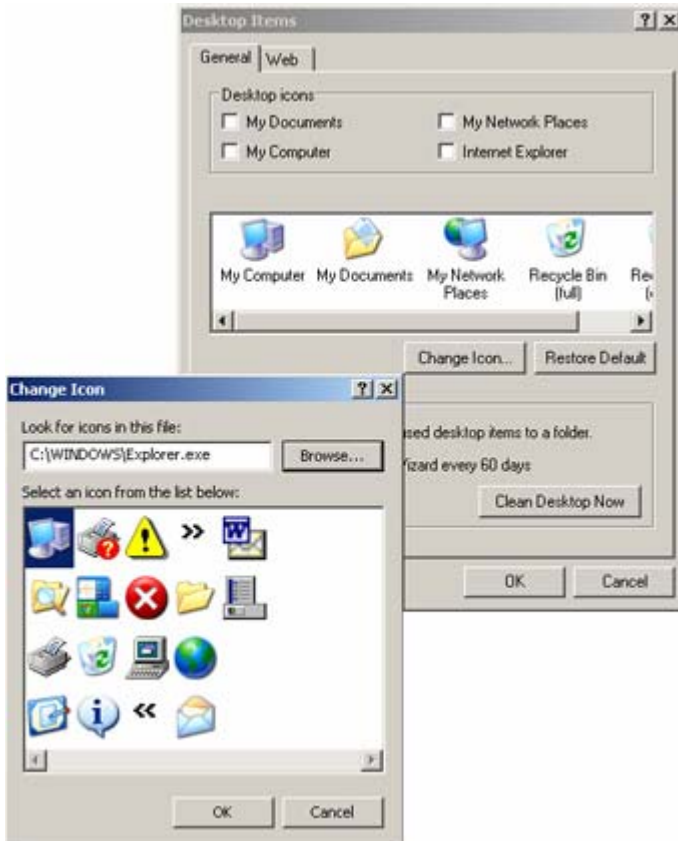 Desktop Items
General
Web
Desktop icons
My Documents
My Network Places
My Computer
Internet Explorer
My Computer
My Documents
My Network
Places
Recycle Bin
(full)
Change Icon...
Restore Default
used desktop items to a folder.
Wizard every 60 days
Clean Desktop Now
OK
Cancel
Change Icon
Look for icons in this file:
C:\WINDOWS\Explorer.exe
Browse...
Select an icon from the list below:
OK
Cancel